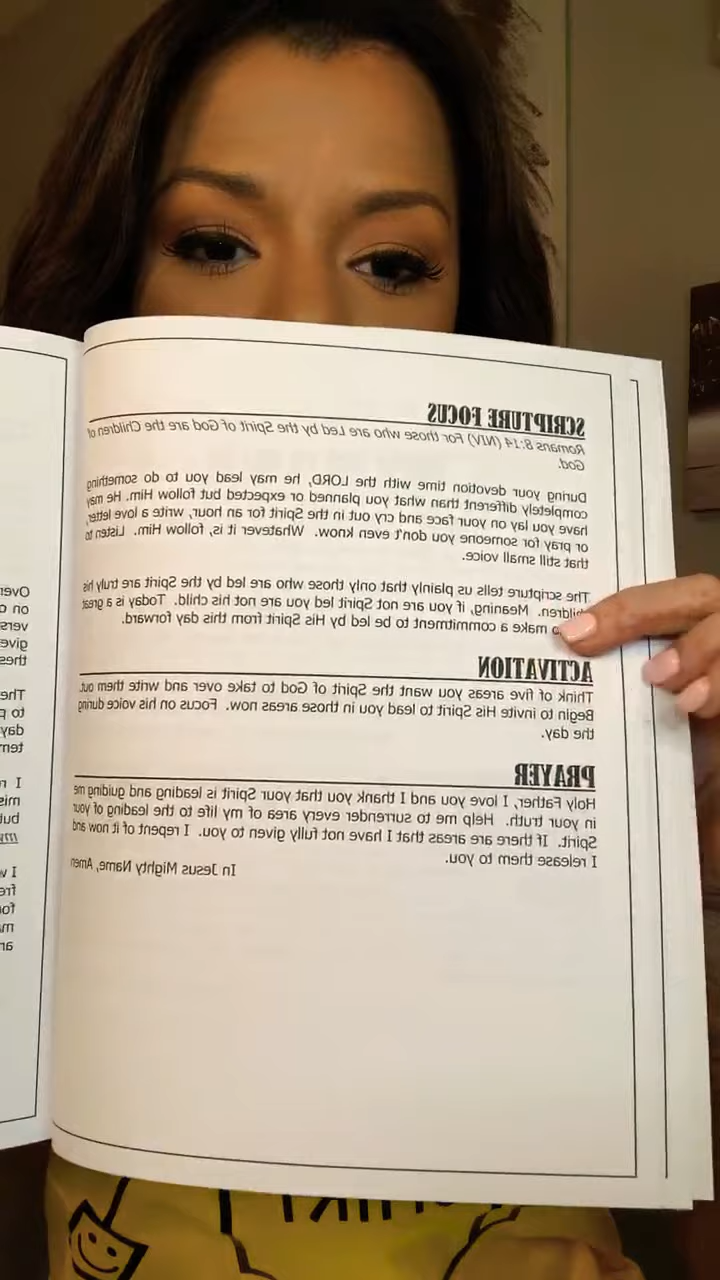 SCRIPTURE FOCUS
Romans 8:14 (NIV) For those who are Led by the Spirit of God are the Children of
God.
During your devotion time with the LORD, he may lead you to do something
completely different than what you planned or expected but follow Him. He may
have you lay on your face and cry out in the Spirit for an hour, write a love letter,
or pray for someone you don't even know. Whatever it is, follow Him. Listen to
that still small voice.
The scripture tells us plainly that only those who are led by the Spirit are truly his
children. Meaning, if you are not Spirit led you are not his child. Today is a great
to make a commitment to be led by His Spirit from this day forward.
ACTIVATION
Think of five areas you want the Spirit of God to take over and write them out.
Begin to invite His Spirit to lead you in those areas now. Focus on his voice during
the day.
PRAYER
Holy Father, I love you and I thank you that your Spirit is leading and guiding me
in your truth. Help me to surrender every area of my life to the leading of your
Spirit. If there are areas that I have not fully given to you. I repent of it now and
I release them to you.
In Jesus Mighty Name, Amen